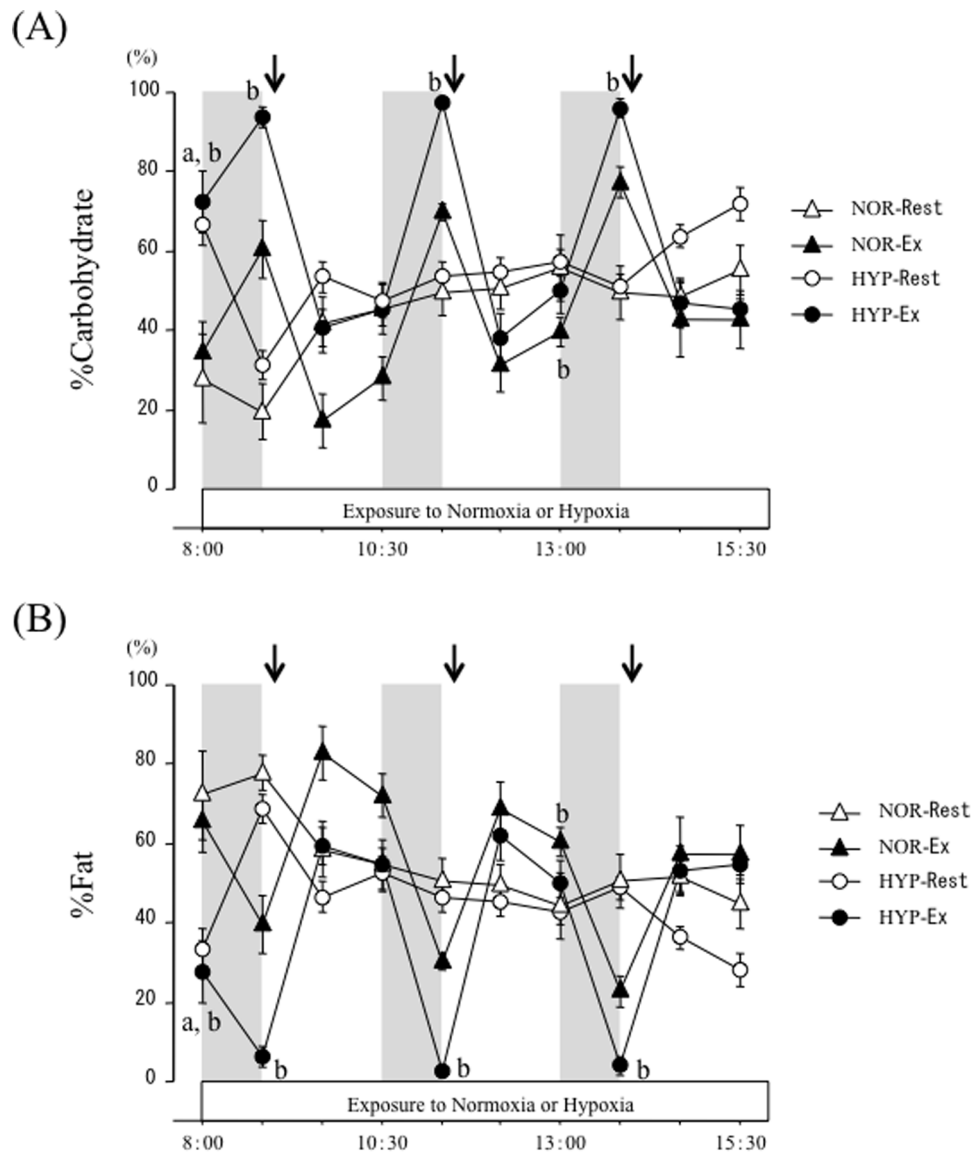 (A)
(%)
100
80
60
40
20
0
%Carbohydrate
a, b
b
b
b
b
NOR-Rest
NOR-Ex
HYP-Rest
HYP-Ex
Exposure to Normoxia or Hypoxia
8:00 10:30 13:00 15:30
(B)
(%)
100
80
60
40
20
0
%Fat
b
a, b
b
b
b
NOR-Rest
NOR-Ex
HYP-Rest
HYP-Ex
Exposure to Normoxia or Hypoxia
8:00 10:30 13:00 15:30